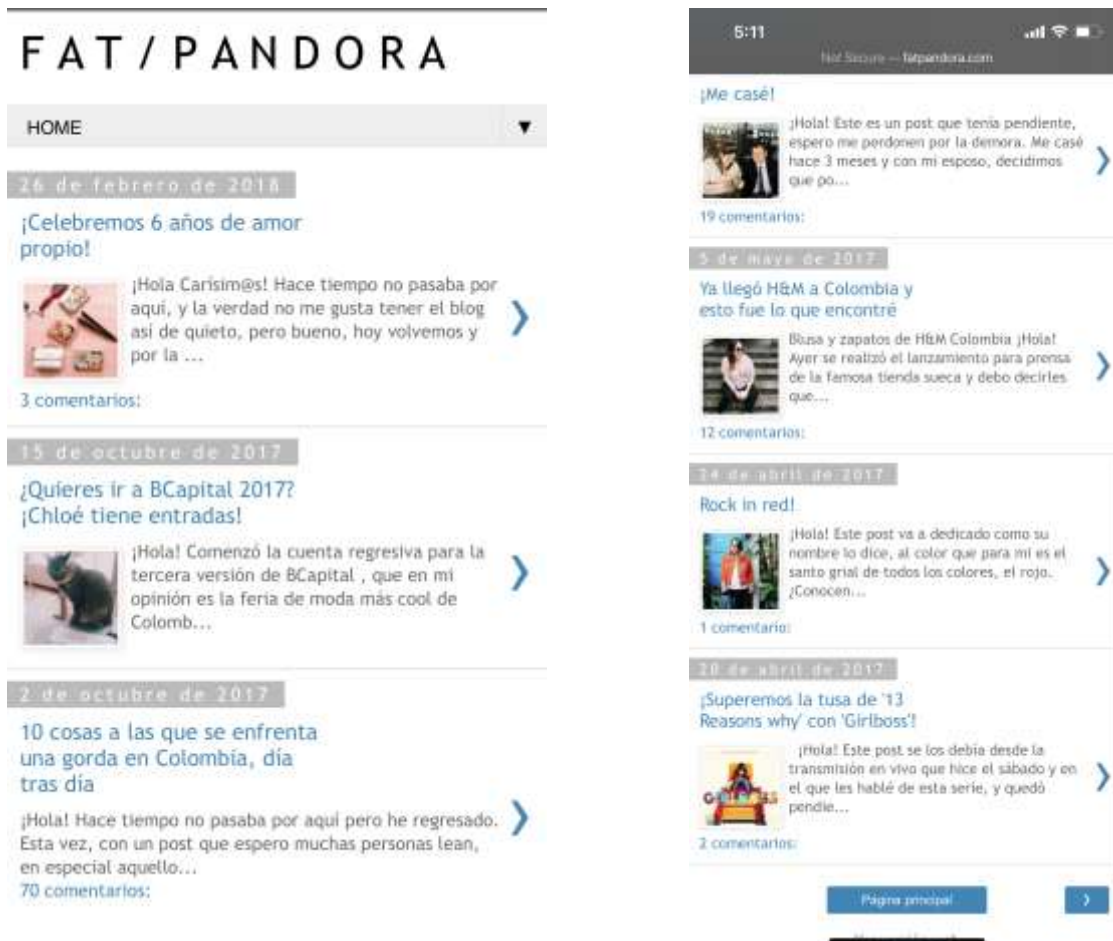 FAT/PANDORA
HOME
26 de febrero de 2018
¡Celebremos 6 años de amor
propio!
¡Hola Carísim@s! Hace tiempo no pasaba por
aquí, y la verdad no me gusta tener el blog
así de quieto, pero bueno, hoy volvemos y
por la ...
3 comentarios:
15 de octubre de 2017
¿Quieres ir a BCapital 2017?
¡Chloé tiene entradas!
¡Hola! Comenzó la cuenta regresiva para la
tercera versión de BCapital , que en mi
opinión es la feria de moda más cool de
Colomb...
2 de octubre de 2017
10 cosas a las que se enfrenta
una gorda en Colombia, día
tras día
¡Hola! Hace tiempo no pasaba por aquí pero he regresado.
Esta vez, con un post que espero muchas personas lean,
en especial aquello...
70 comentarios:
5:11
Not Secure — fatpandora.com
¡Me casé!
¡Hola! Este es un post que tenía pendiente,
espero me perdonen por la demora. Me casé
hace 3 meses y con mi esposo, decidimos
que po...
19 comentarios:
5 de mayo de 2017
Ya llegó H&M a Colombia y
esto fue lo que encontré
Blusa y zapatos de H&M Colombia ¡Hola!
Ayer se realizó el lanzamiento para prensa
de la famosa tienda sueca y debo decirles
que...
12 comentarios:
24 de abril de 2017
Rock in red!
¡Hola! Este post va a dedicado como su
nombre lo dice, al color que para mí es el
santo grial de todos los colores, el rojo.
¿Conocen...
1 comentario:
20 de abril de 2017
¡Superemos la tusa de '13
Reasons why' con 'Girlboss'!
¡Hola! Este post se los debía desde la
transmisión en vivo que hice el sábado y en
el que les hablé de esta serie, y quedó
pendie...
2 comentarios:
Página principal